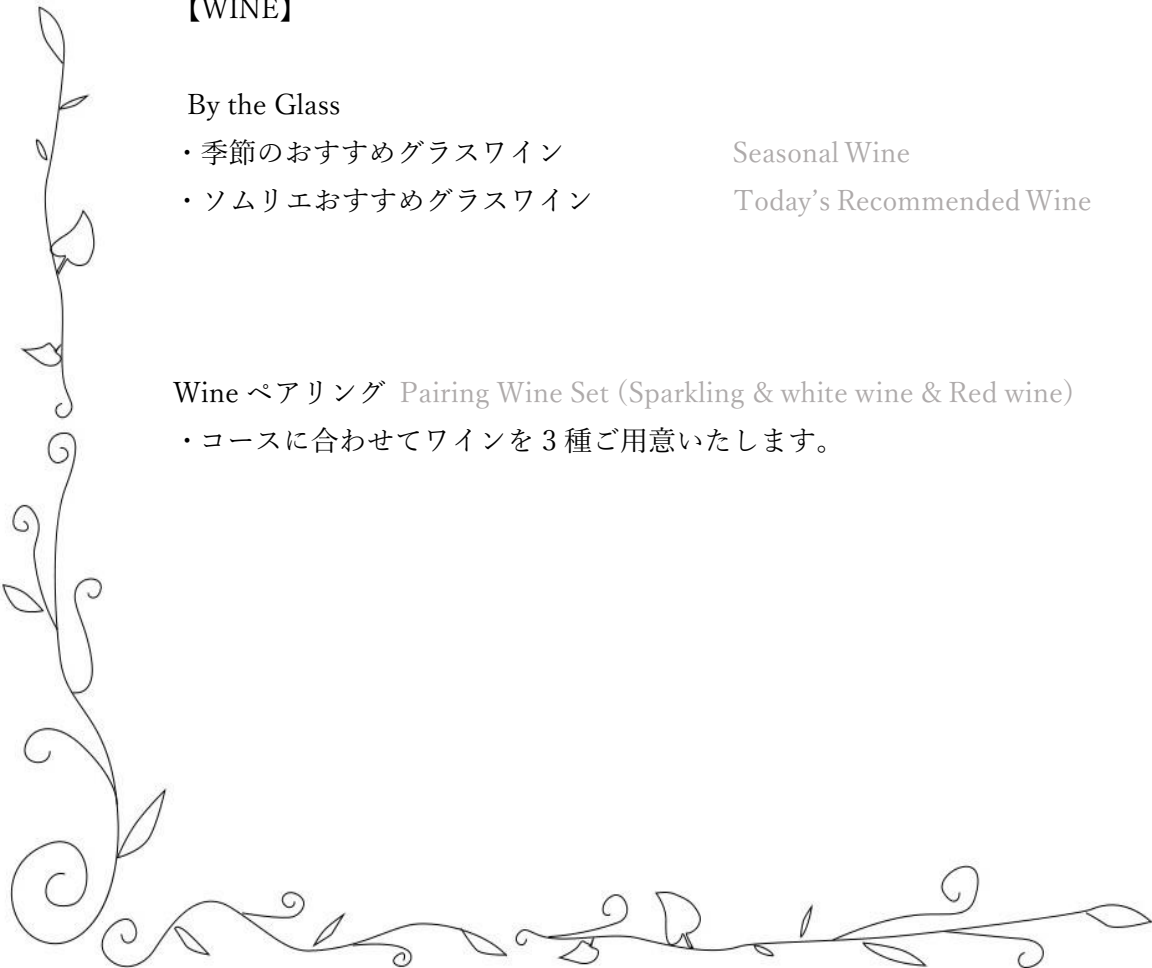 【WINE】
By the Glass
・季節のおすすめグラスワイン Seasonal Wine
・ソムリエおすすめグラスワイン Today’s Recommended Wine
Wine ペアリング Pairing Wine Set (Sparkling & white wine & Red wine)
・コースに合わせてワインを 3 種ご用意いたします。